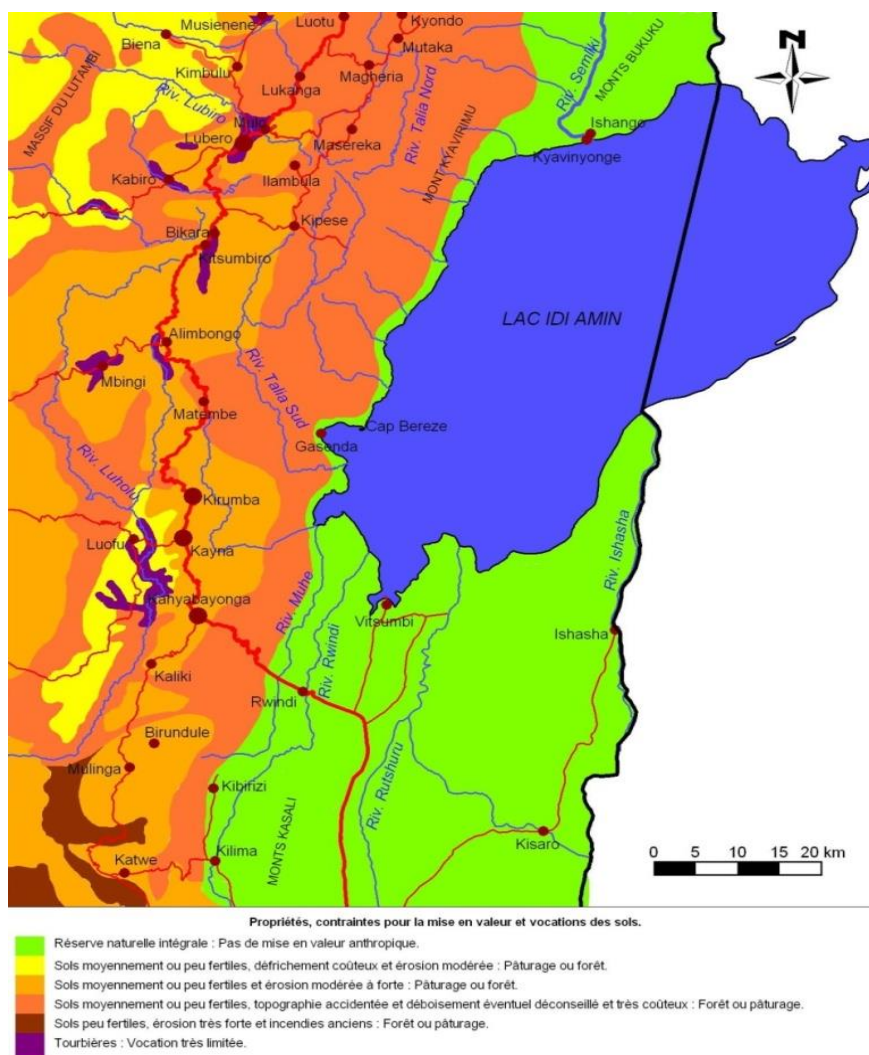 Musienene
Luotu
Kyondo
Biena
Mutaka
N
Kimbulu
Magheria
Lukanga
MASSIF DU LUTAMBI
Riv. Lubiro
Riv. Talia Nord
Riv. Semliki
MONTS BUKUKU
Ishango
Lubero
Masereka
Kyavinyonge
Kabiro
Ilambula
MONT KYAVIRIMU
Kipese
Bikara
Kitsumbiro
LAC IDI AMIN
Alimbongo
Mbingi
Riv. Talia Sud
Matembe
Cap Bereze
Gasenda
Riv. Luholu
Kirumba
Luofu
Kayna
Riv. Ishasha
Riv. Muhe
Kanyabayonga
Vitsumbi
Riv. Rwindi
Ishasha
Kaliki
Rwindi
Birundule
Riv. Rutshuru
Mulinga
Kibirizi
MONTS KASALI
Kisaro
Katwe
Kilima
0 5 10 15 20 km
Propriétés, contraintes pour la mise en valeur et vocations des sols.
Réserve naturelle intégrale : Pas de mise en valeur anthropique.
Sols moyennement ou peu fertiles, défrichement coûteux et érosion modérée : Pâturage ou forêt.
Sols moyennement ou peu fertiles et érosion modérée à forte : Pâturage ou forêt.
Sols moyennement ou peu fertiles, topographie accidentée et déboisement éventuel déconseillé et très coûteux : Forêt ou pâturage.
Sols peu fertiles, érosion très forte et incendies anciens : Forêt ou pâturage.
Tourbières : Vocation très limitée.